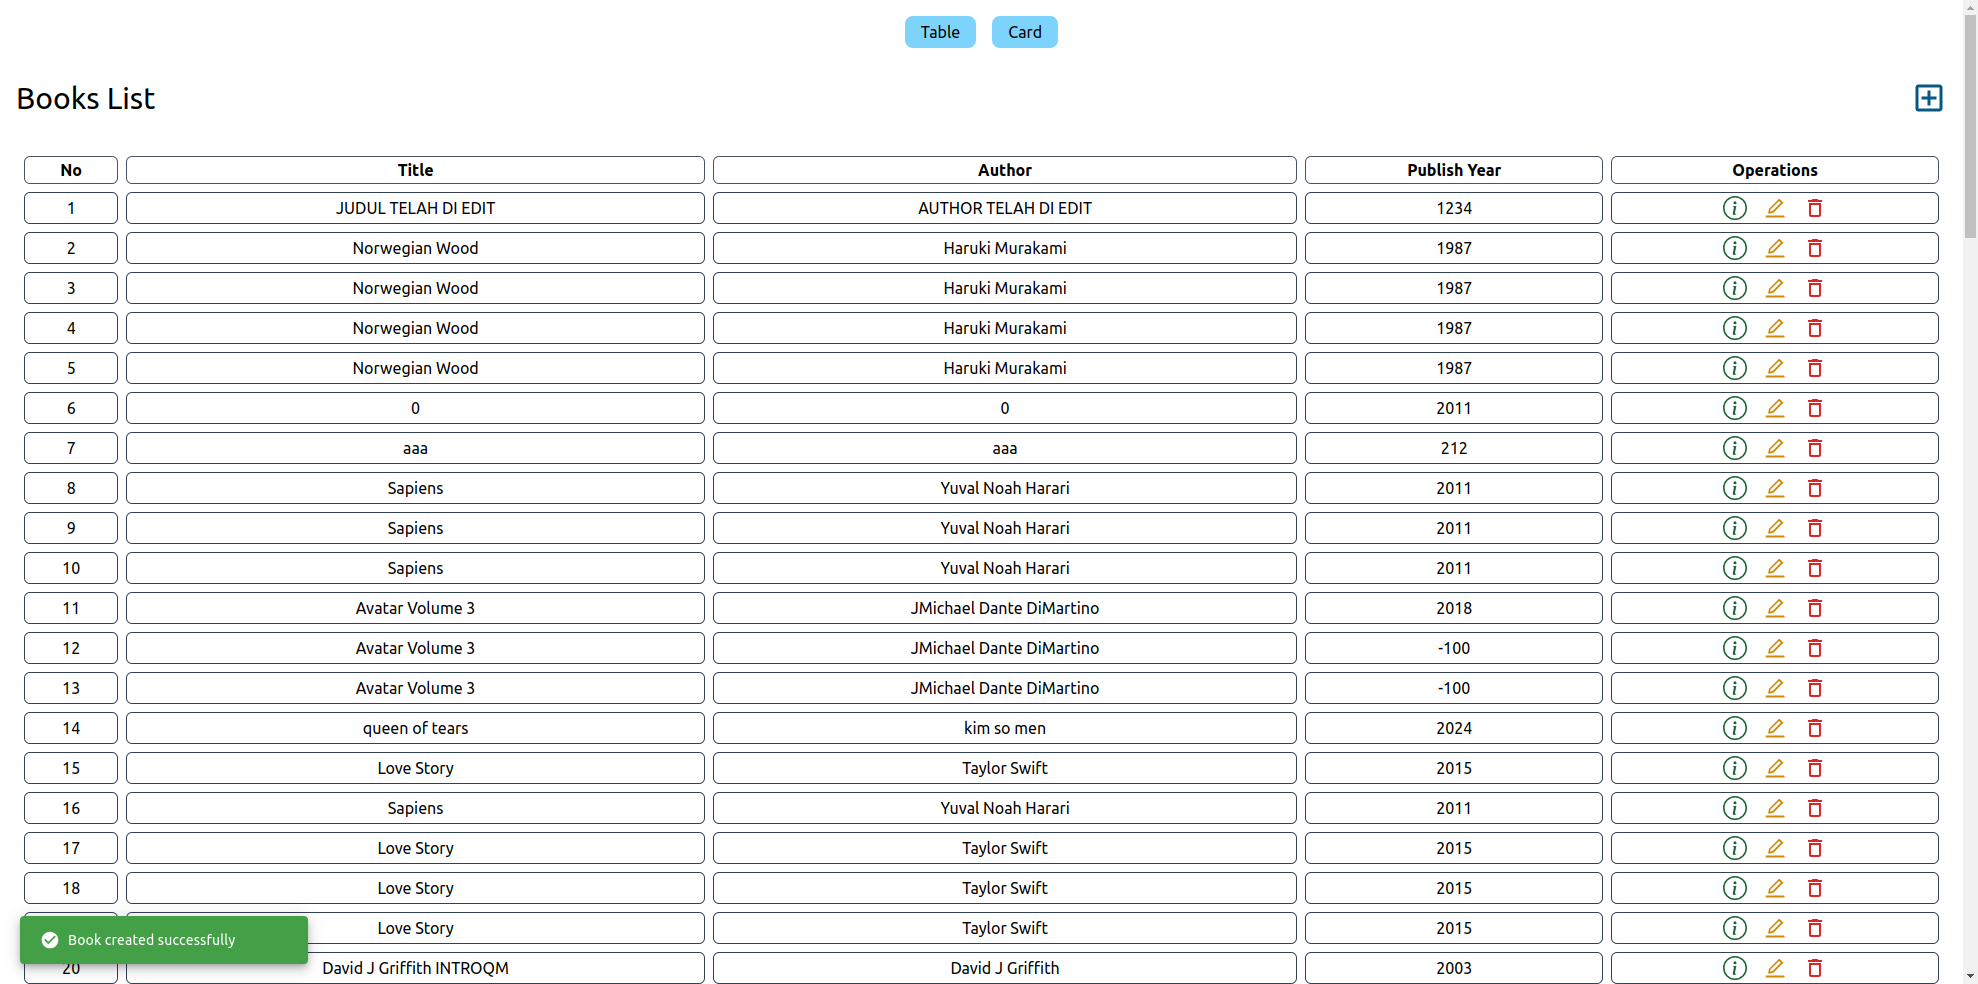 Table Card
Books List
No Title Author Publish Year Operations
1 JUDUL TELAH DI EDIT AUTHOR TELAH DI EDIT 1234
2 Norwegian Wood Haruki Murakami 1987
3 Norwegian Wood Haruki Murakami 1987
4 Norwegian Wood Haruki Murakami 1987
5 Norwegian Wood Haruki Murakami 1987
6 0 0 2011
7 aaa aaa 212
8 Sapiens Yuval Noah Harari 2011
9 Sapiens Yuval Noah Harari 2011
10 Sapiens Yuval Noah Harari 2011
11 Avatar Volume 3 JMichael Dante DiMartino 2018
12 Avatar Volume 3 JMichael Dante DiMartino -100
13 Avatar Volume 3 JMichael Dante DiMartino -100
14 queen of tears kim so men 2024
15 Love Story Taylor Swift 2015
16 Sapiens Yuval Noah Harari 2011
17 Love Story Taylor Swift 2015
18 Love Story Taylor Swift 2015
Love Story Taylor Swift 2015
Book created successfully
20 David J Griffith INTROQM David J Griffith 2003